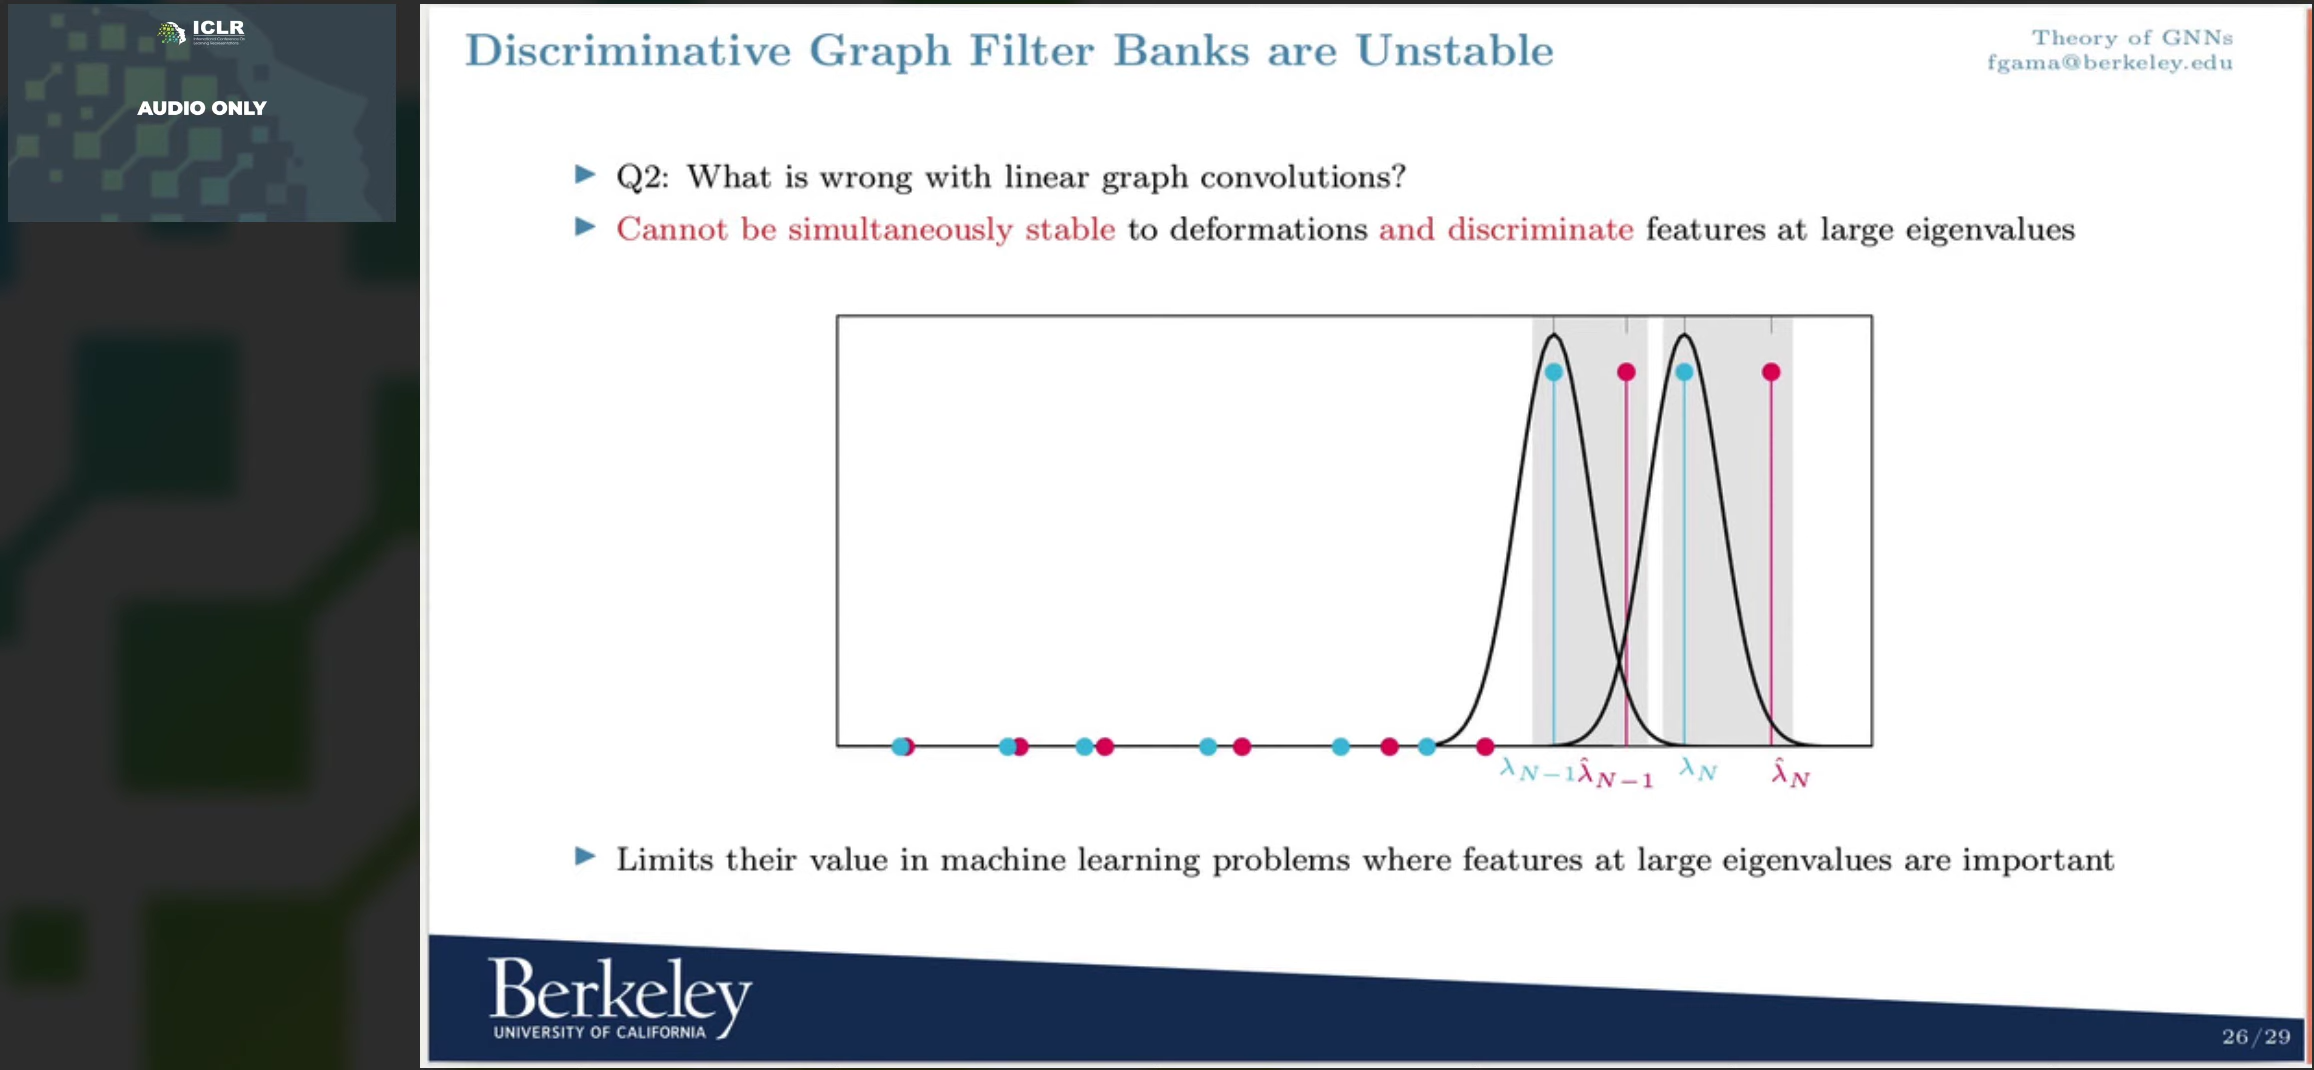 ICLR
AUDIO ONLY
Discriminative Graph Filter Banks are Unstable
Theory of GNNs
fgama@berkeley.edu
▶ Q2: What is wrong with linear graph convolutions?
▶ Cannot be simultaneously stable to deformations and discriminate features at large eigenvalues
λ_{N−1} λ̂_{N−1} λ_N λ̂_N
▶ Limits their value in machine learning problems where features at large eigenvalues are important
Berkeley
UNIVERSITY OF CALIFORNIA
26/29